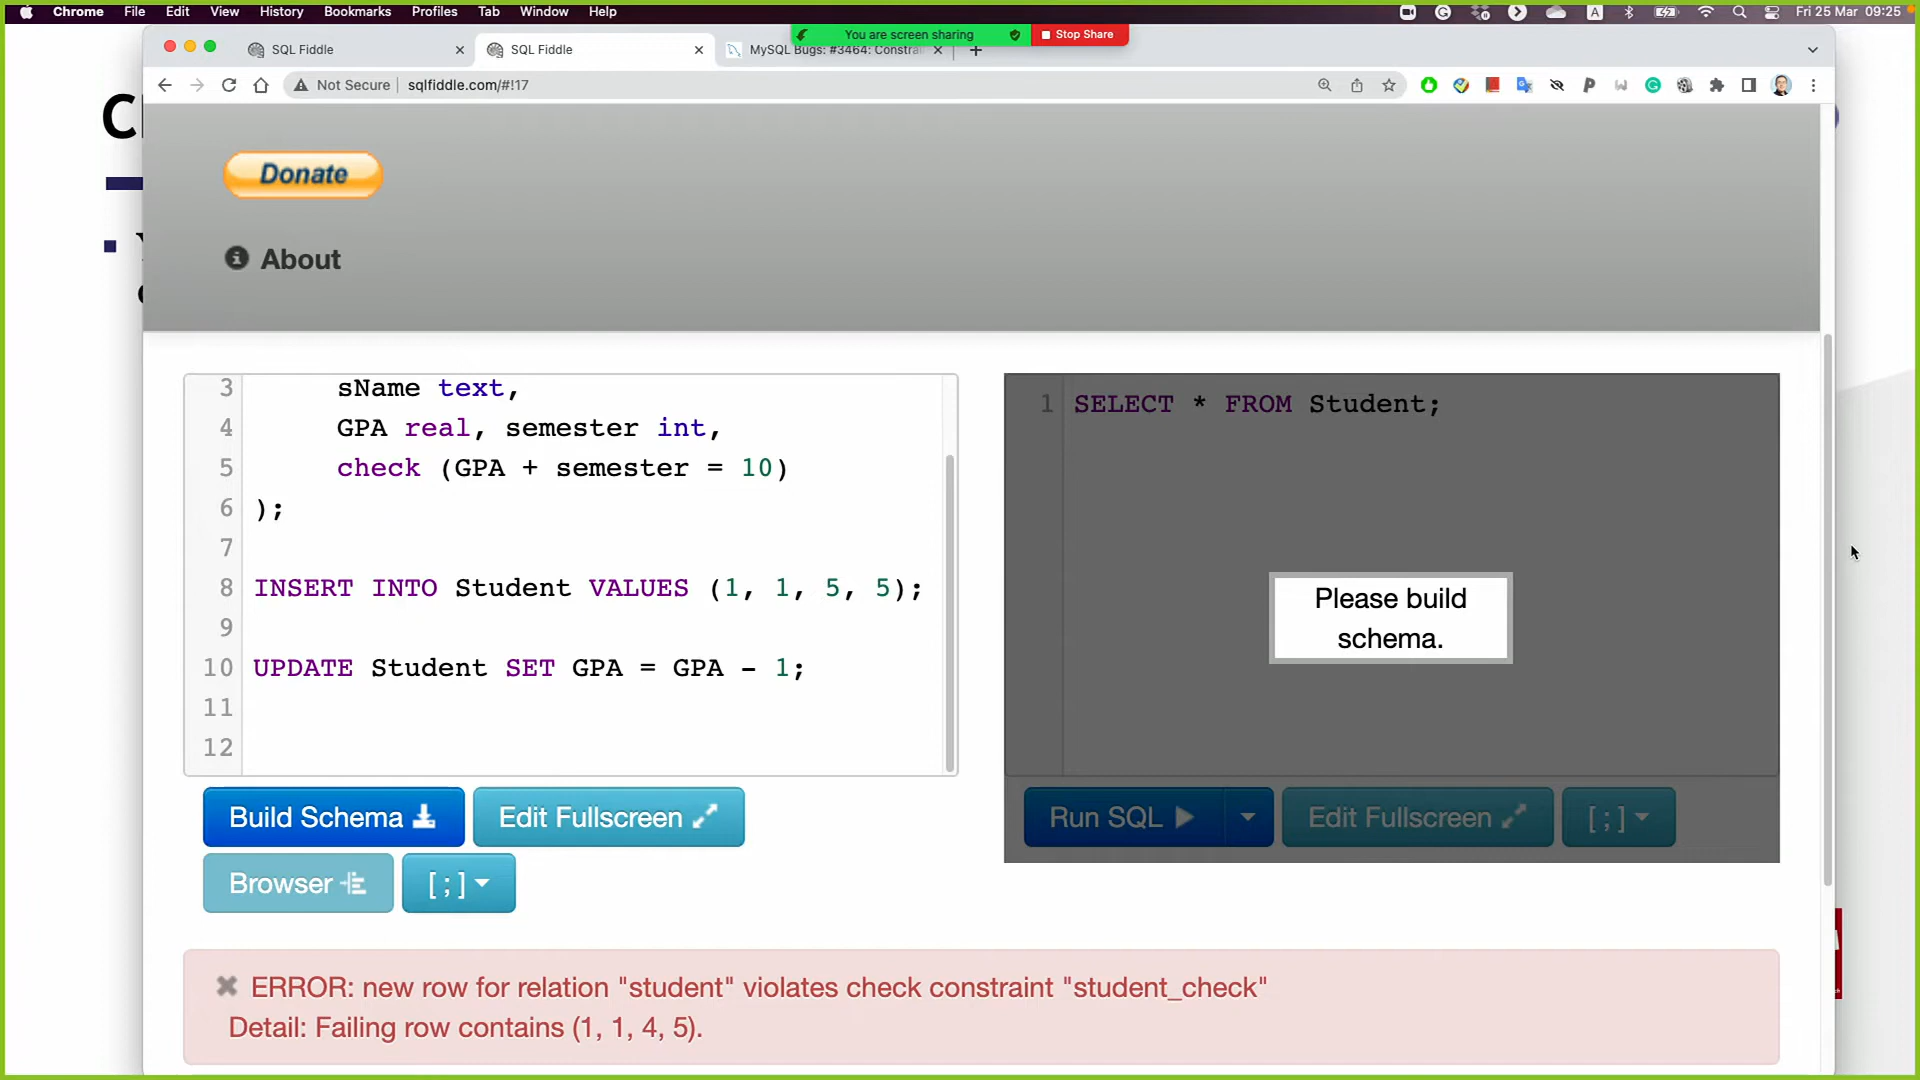 Chrome File Edit View History Bookmarks Profiles Tab Window Help
A Fri 25 Mar 09:25
You are screen sharing Stop Share
SQL Fiddle
SQL Fiddle
MySQL Bugs: #3464: Constrai
Not Secure sqlfiddle.com/#!17
Donate
About
3 sName text,
4 GPA real, semester int,
5 check (GPA + semester = 10)
6 );
7
8 INSERT INTO Student VALUES (1, 1, 5, 5);
9
10 UPDATE Student SET GPA = GPA - 1;
11
12
1 SELECT * FROM Student;
Please build
schema.
Build Schema Edit Fullscreen
Browser [ ; ]
Run SQL Edit Fullscreen [ ; ]
ERROR: new row for relation "student" violates check constraint "student_check"
Detail: Failing row contains (1, 1, 4, 5).